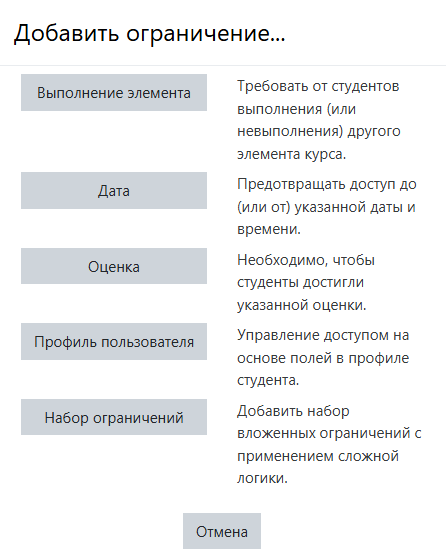 Добавить ограничение...
Выполнение элемента
Требовать от студентов
выполнения (или
невыполнения) другого
элемента курса.
Дата
Предотвращать доступ до
(или от) указанной даты и
времени.
Оценка
Необходимо, чтобы
студенты достигли
указанной оценки.
Профиль пользователя
Управление доступом на
основе полей в профиле
студента.
Набор ограничений
Добавить набор
вложенных ограничений с
применением сложной
логики.
Отмена